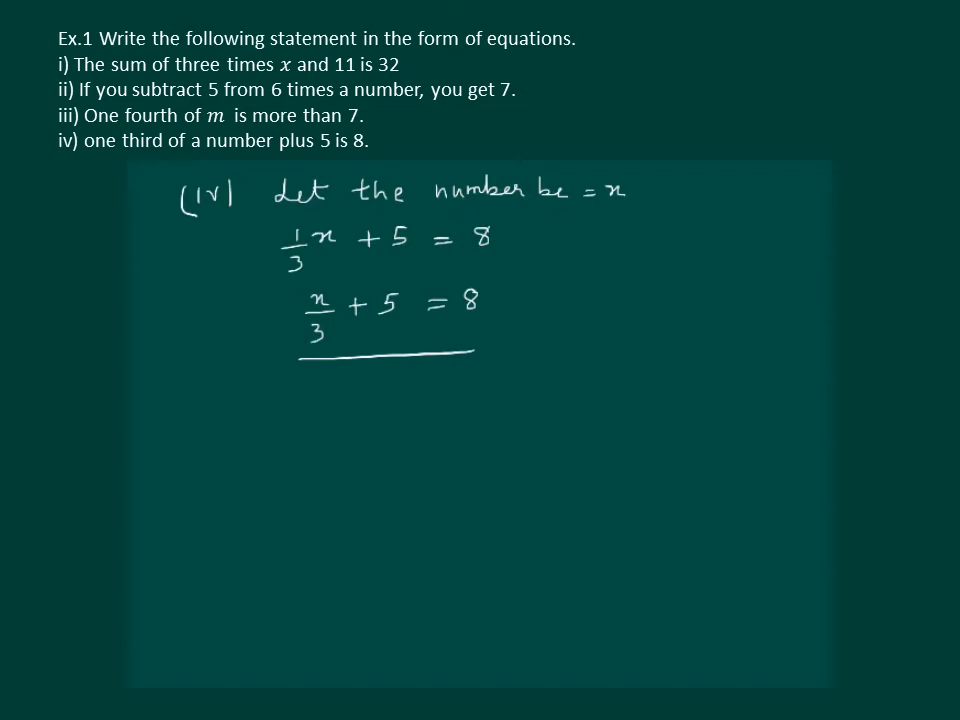 Ex.1 Write the following statement in the form of equations.
i) The sum of three times 𝑥 and 11 is 32
ii) If you subtract 5 from 6 times a number, you get 7.
iii) One fourth of 𝑚 is more than 7.
iv) one third of a number plus 5 is 8.
(iv) Let the number be = x
1/3 x + 5 = 8
x/3 + 5 = 8